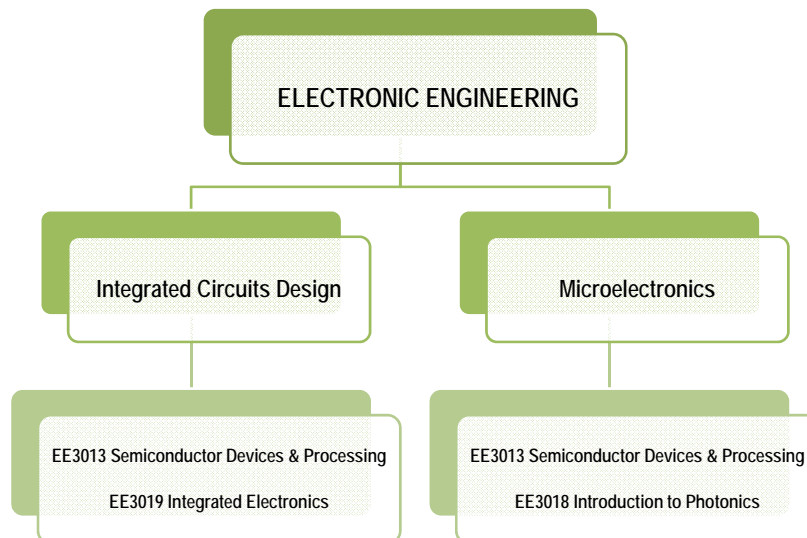 ELECTRONIC ENGINEERING
Integrated Circuits Design
Microelectronics
EE3013 Semiconductor Devices & Processing
EE3019 Integrated Electronics
EE3013 Semiconductor Devices & Processing
EE3018 Introduction to Photonics